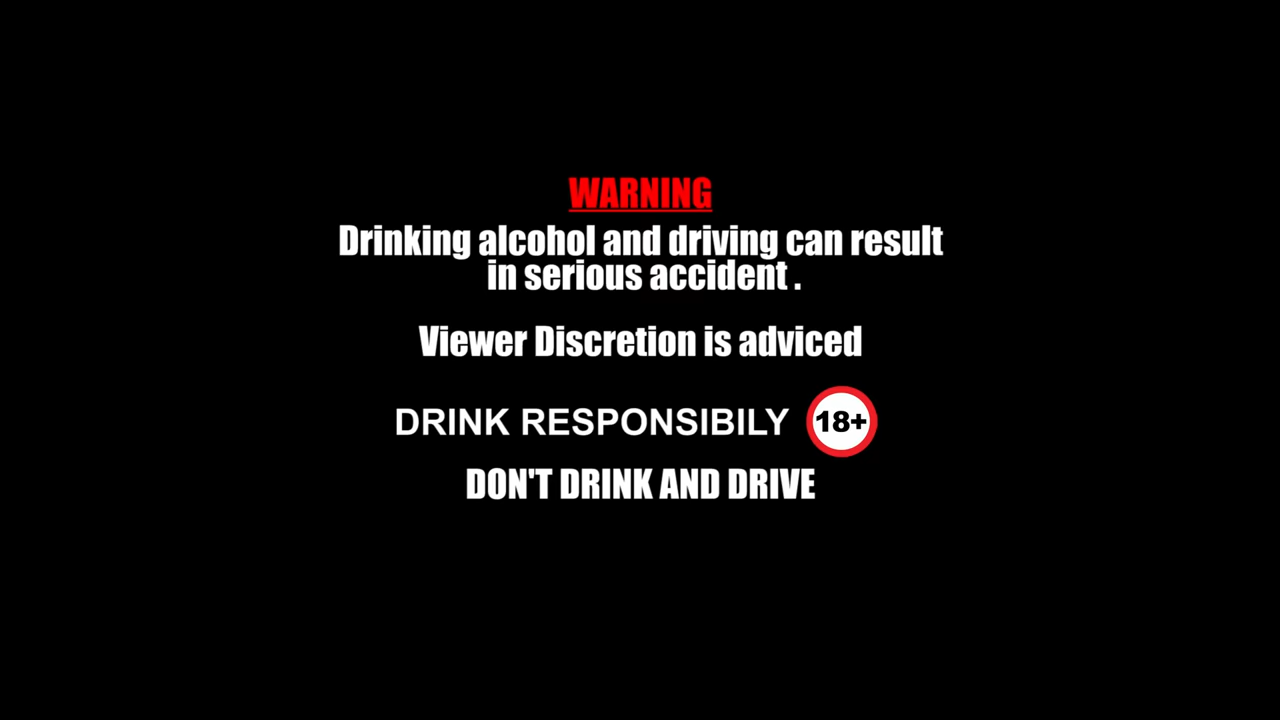 WARNING
Drinking alcohol and driving can result
in serious accident .
Viewer Discretion is adviced
DRINK RESPONSIBILY 18+
DON'T DRINK AND DRIVE